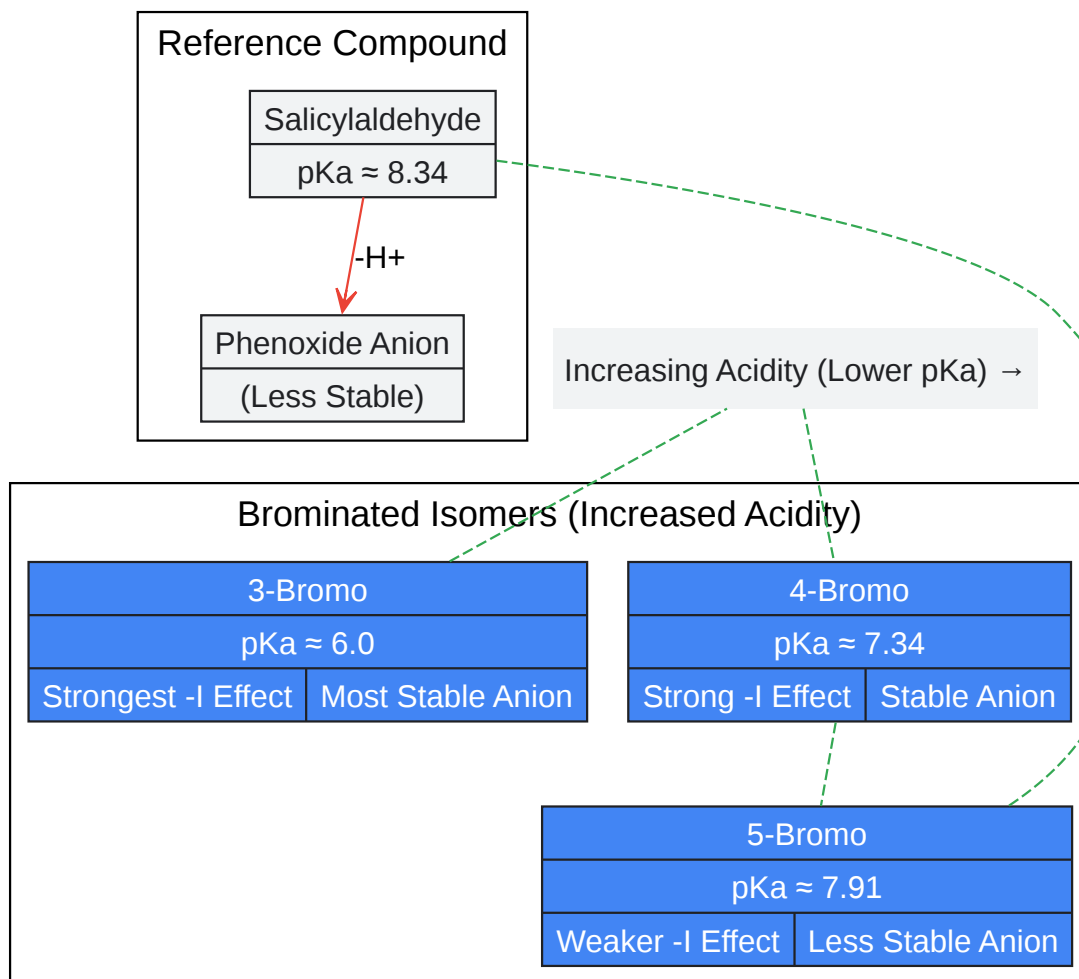 Reference Compound
Salicylaldehyde
pKa ≈ 8.34
-H+
Phenoxide Anion
(Less Stable)
Increasing Acidity (Lower pKa) →
Brominated Isomers (Increased Acidity)
3-Bromo
pKa ≈ 6.0
Strongest -I Effect
Most Stable Anion
4-Bromo
pKa ≈ 7.34
Strong -I Effect
Stable Anion
5-Bromo
pKa ≈ 7.91
Weaker -I Effect
Less Stable Anion